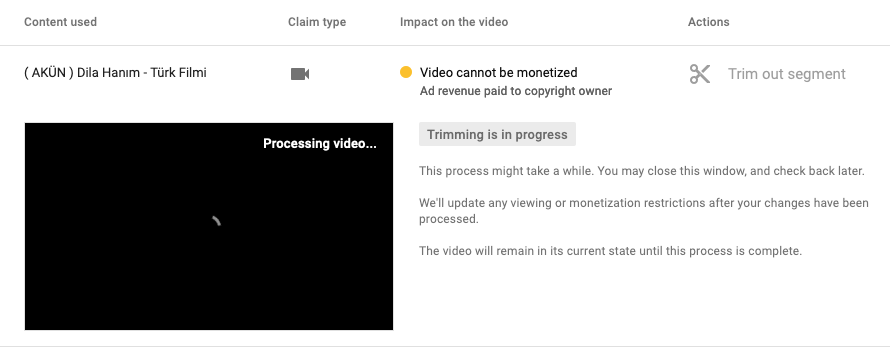 Content used Claim type Impact on the video Actions
( AKÜN ) Dila Hanım - Türk Filmi Video cannot be monetized Trim out segment
Ad revenue paid to copyright owner
Processing video... Trimming is in progress
This process might take a while. You may close this window, and check back later.
We'll update any viewing or monetization restrictions after your changes have been
processed.
The video will remain in its current state until this process is complete.